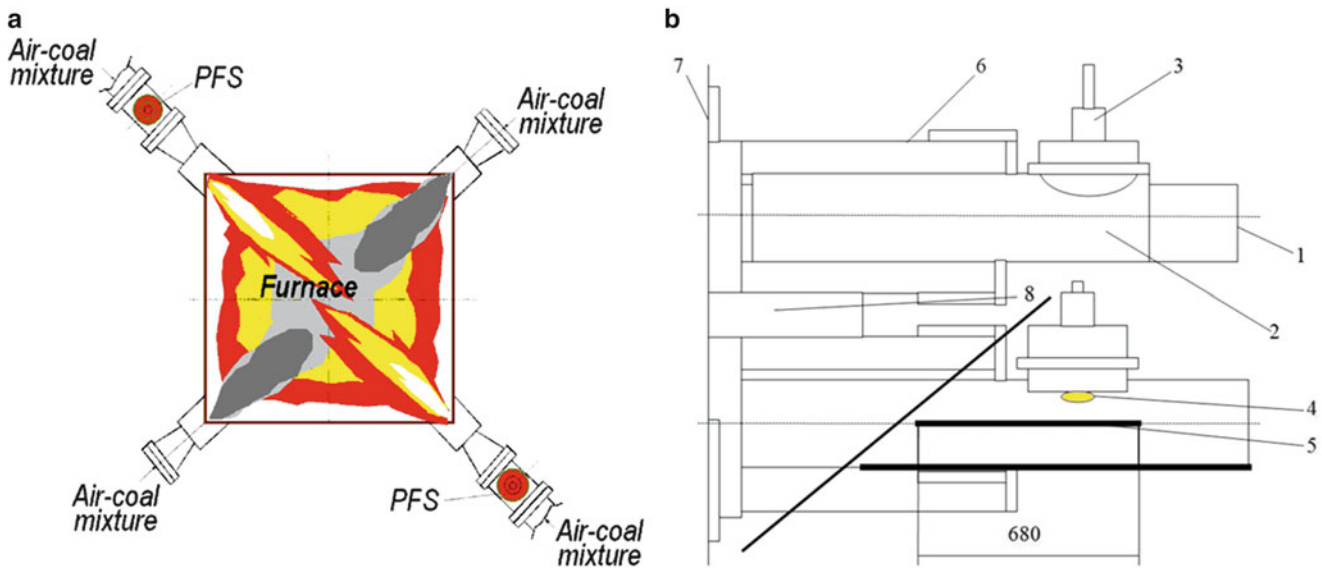 a
Air-coal
mixture
PFS
Air-coal
mixture
Furnace
Air-coal
mixture
PFS
Air-coal
mixture
b
7
6
3
1
8
2
4
5
680